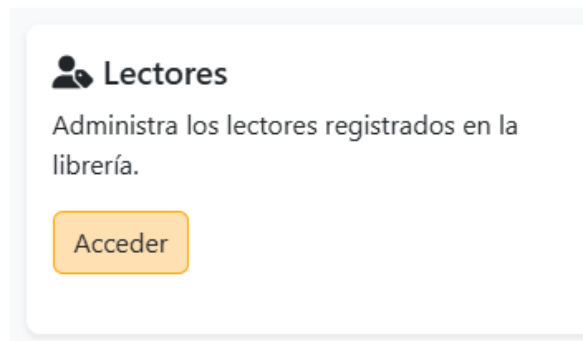 Lectores
Administra los lectores registrados en la
librería.
Acceder